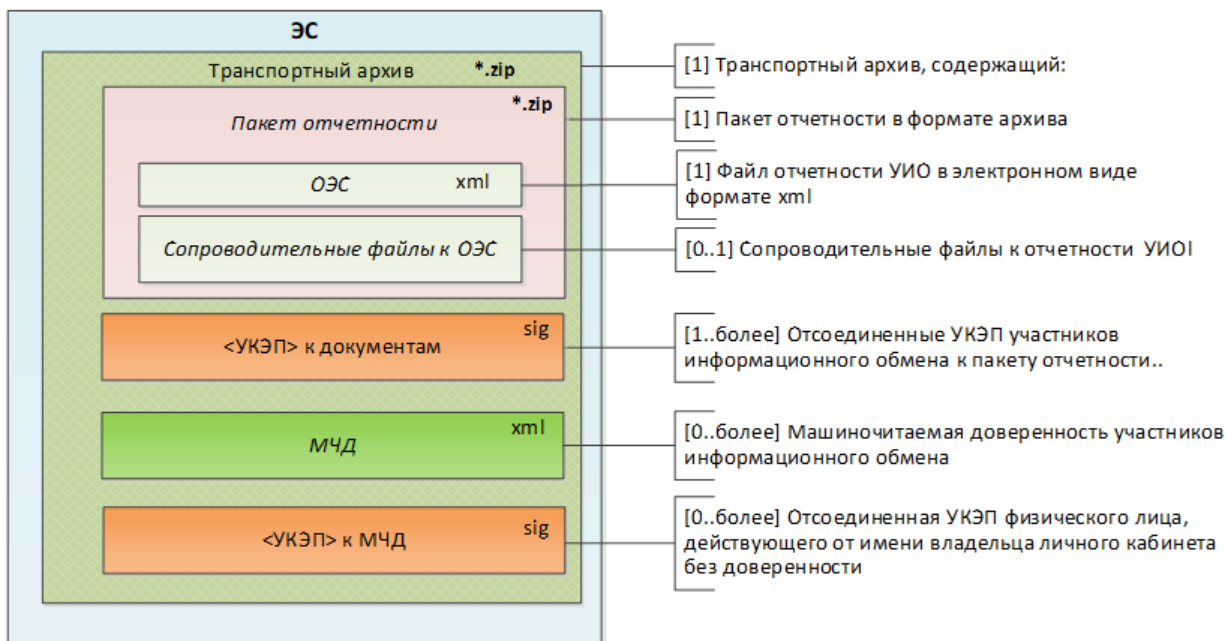 ЭС
Транспортный архив *.zip
*.zip
Пакет отчетности
ОЭС xml
Сопроводительные файлы к ОЭС
sig
<УКЭП> к документам
xml
МЧД
sig
<УКЭП> к МЧД
[1] Транспортный архив, содержащий:
[1] Пакет отчетности в формате архива
[1] Файл отчетности УИО в электронном виде
формате xml
[0..1] Сопроводительные файлы к отчетности УИОl
[1..более] Отсоединенные УКЭП участников
информационного обмена к пакету отчетности..
[0..более] Машиночитаемая доверенность участников
информационного обмена
[0..более] Отсоединенная УКЭП физического лица,
действующего от имени владельца личного кабинета
без доверенности